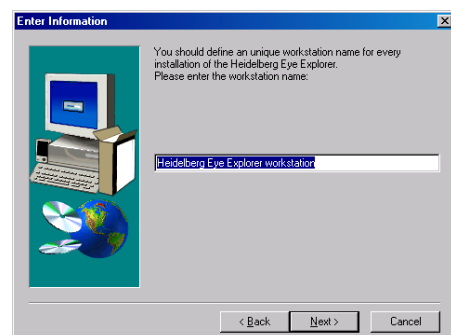 Enter Information
You should define an unique workstation name for every
installation of the Heidelberg Eye Explorer.
Please enter the workstation name:
Heidelberg Eye Explorer workstation
< Back
Next >
Cancel